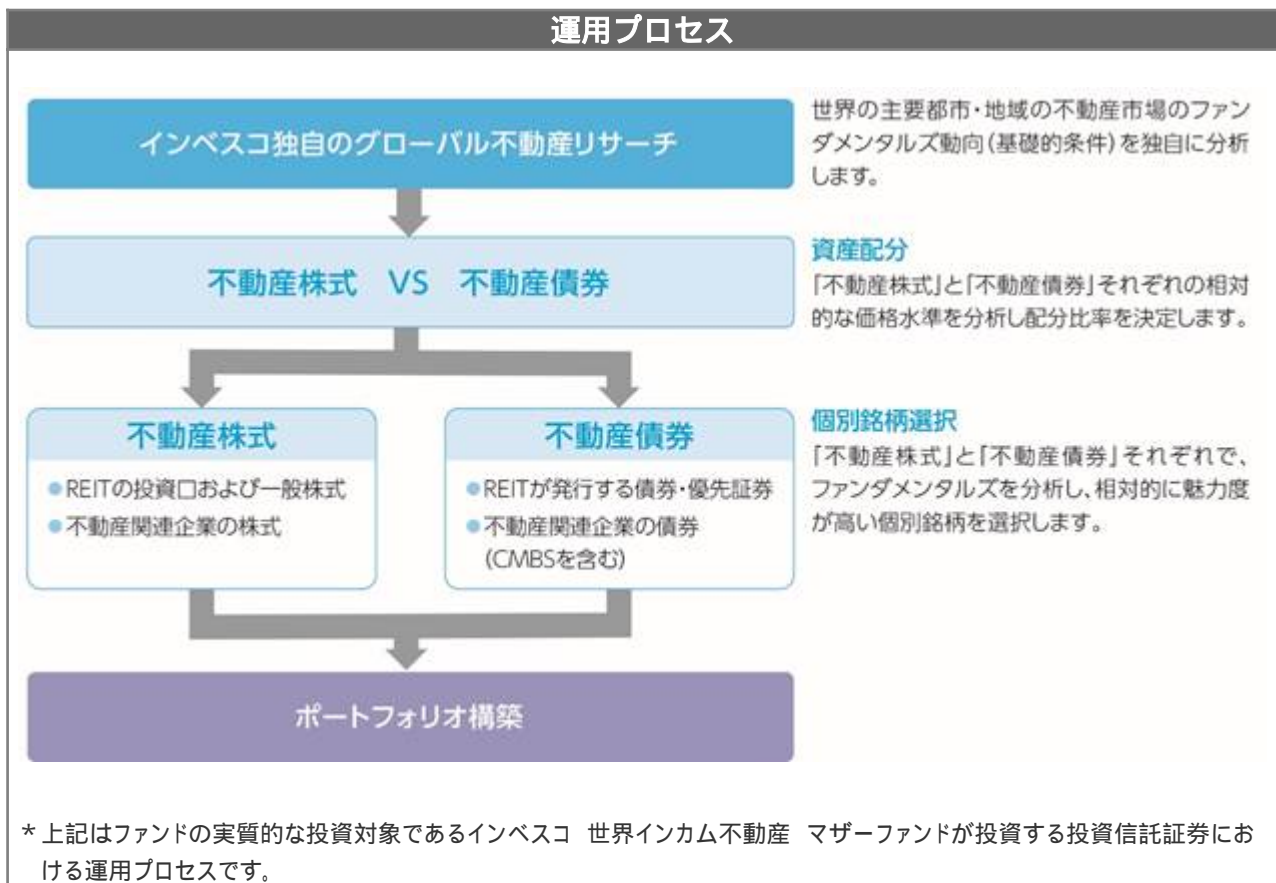 運用プロセス
インベスコ独自のグローバル不動産リサーチ
世界の主要都市・地域の不動産市場のファン
ダメンタルズ動向(基礎的条件)を独自に分析
します。
不動産株式 VS 不動産債券
資産配分
「不動産株式」と「不動産債券」それぞれの相対
的な価格水準を分析し配分比率を決定します。
不動産株式
●REITの投資口および一般株式
●不動産関連企業の株式
不動産債券
●REITが発行する債券・優先証券
●不動産関連企業の債券
(CMBSを含む)
個別銘柄選択
「不動産株式」と「不動産債券」それぞれで、
ファンダメンタルズを分析し、相対的に魅力度
が高い個別銘柄を選択します。
ポートフォリオ構築
*上記はファンドの実質的な投資対象であるインベスコ 世界インカム不動産 マザーファンドが投資する投資信託証券にお
ける運用プロセスです。